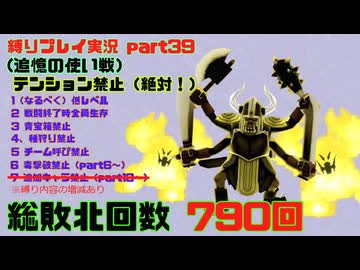 縛りプレイ実況 part39
(追憶の使い戦)
テンション禁止(絶対!)
1 (なるべく) 低レベル
2 戦闘終了時全員生存
3 青宝箱禁止
4、種狩り禁止
5 チーム呼び禁止
6 毒撃破禁止 (part6~)
7 追加キャラ禁止 (part18~)
※縛り内容の増減あり
総敗北回数 790回